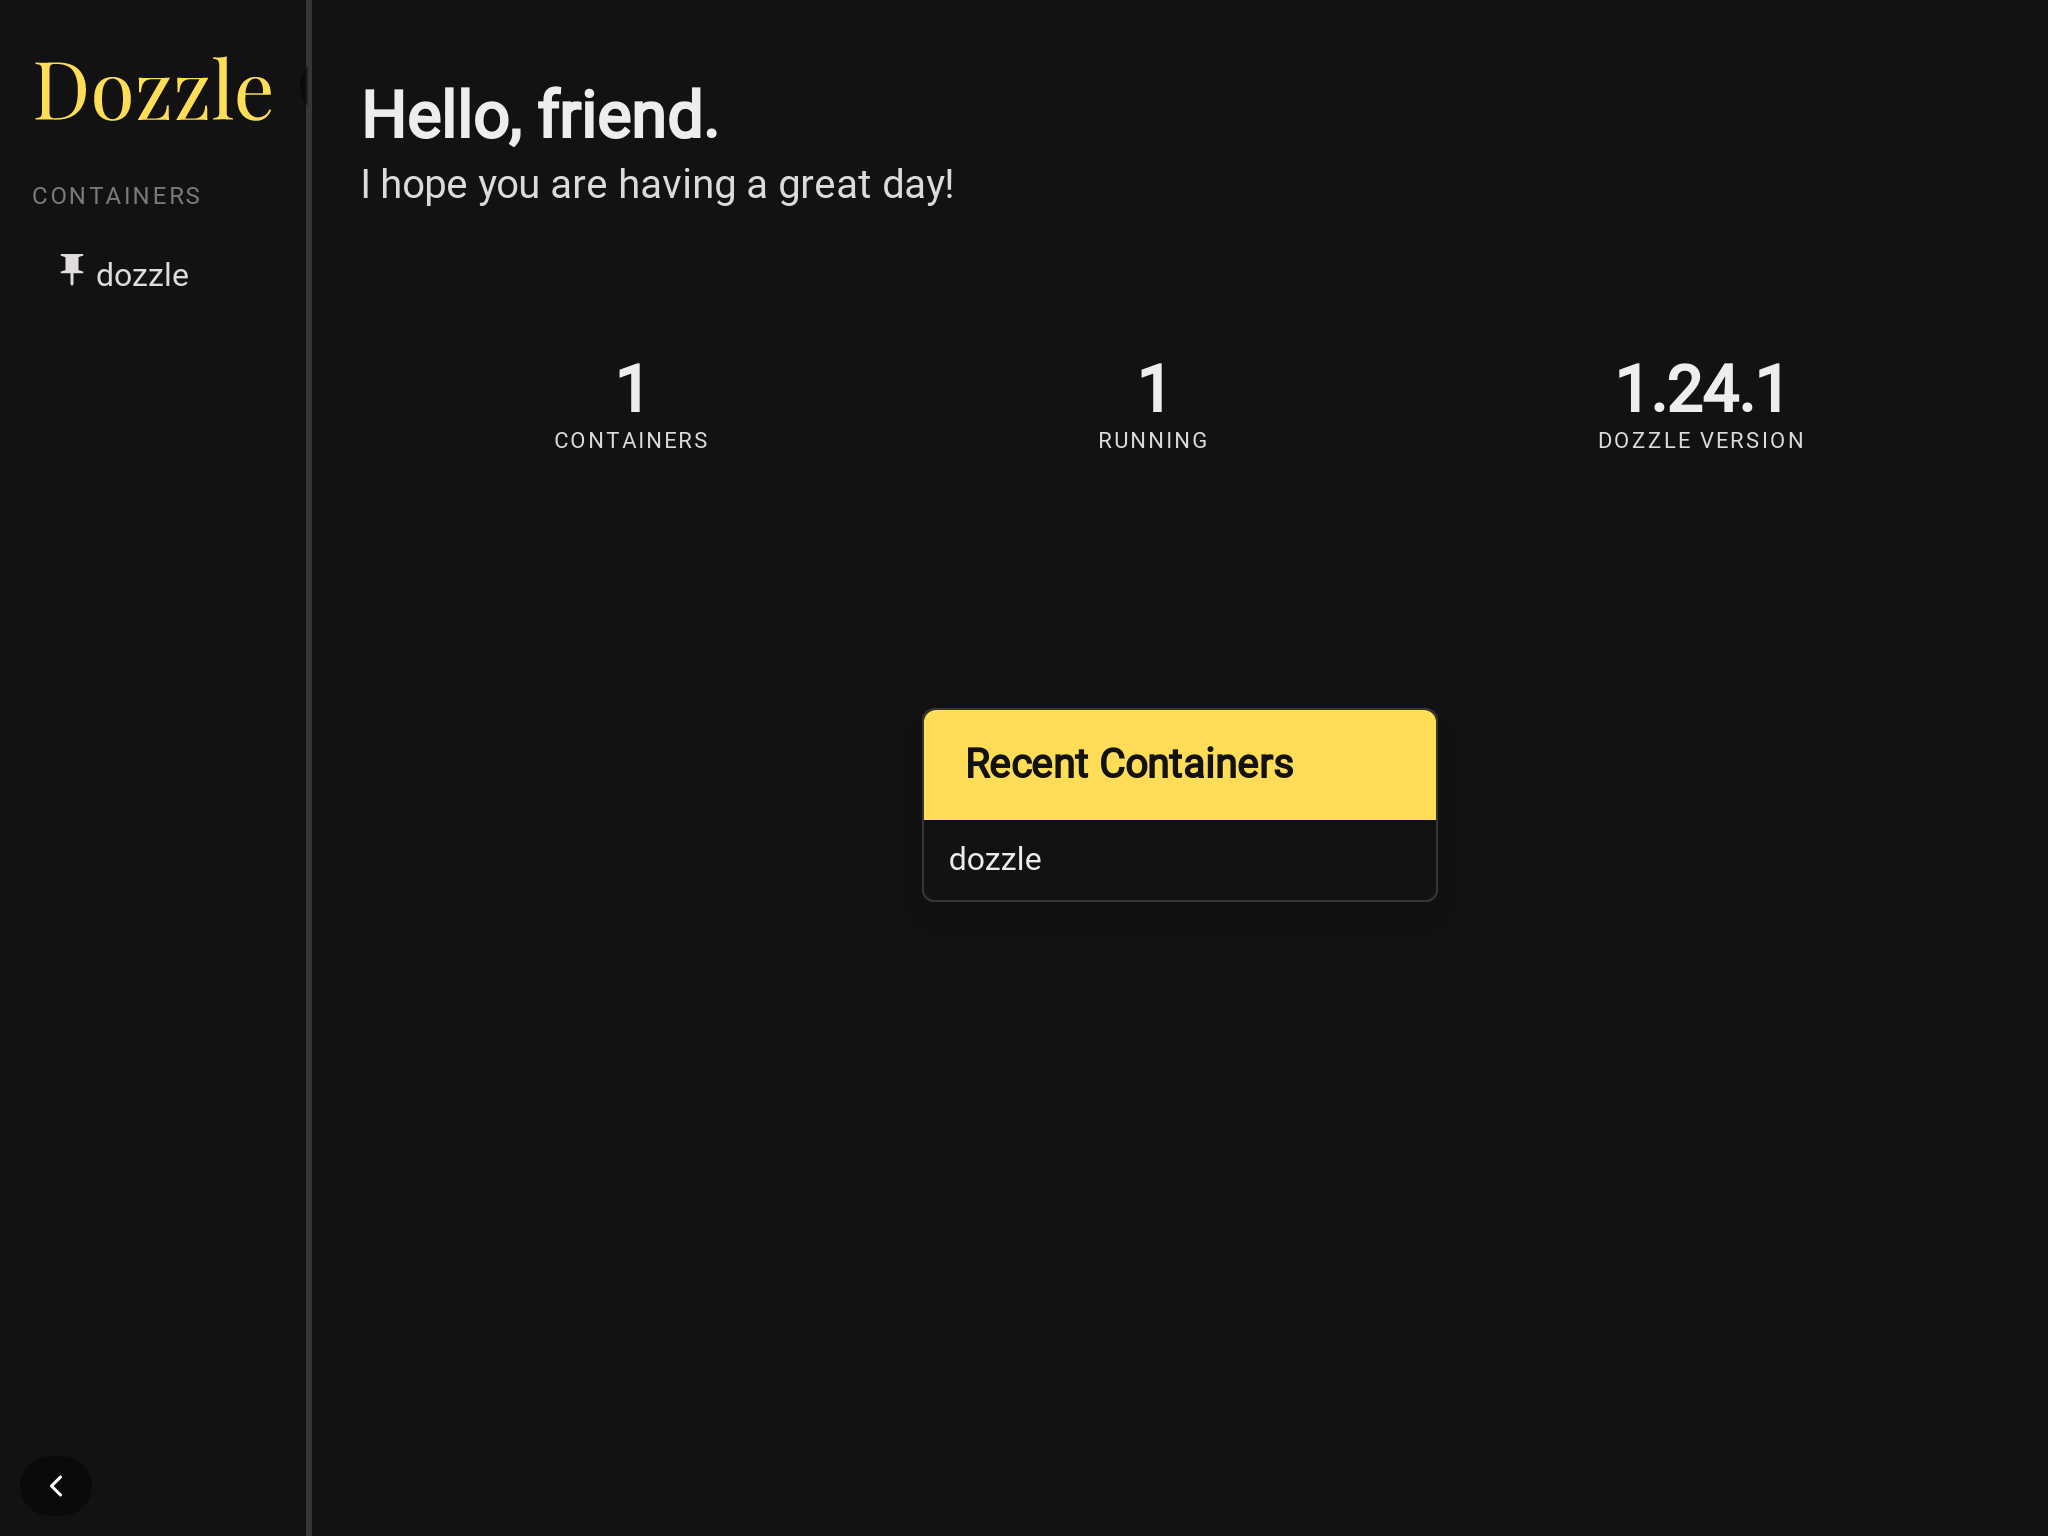 Dozzle
CONTAINERS
dozzle
Hello, friend.
I hope you are having a great day!
1
CONTAINERS
1
RUNNING
1.24.1
DOZZLE VERSION
Recent Containers
dozzle